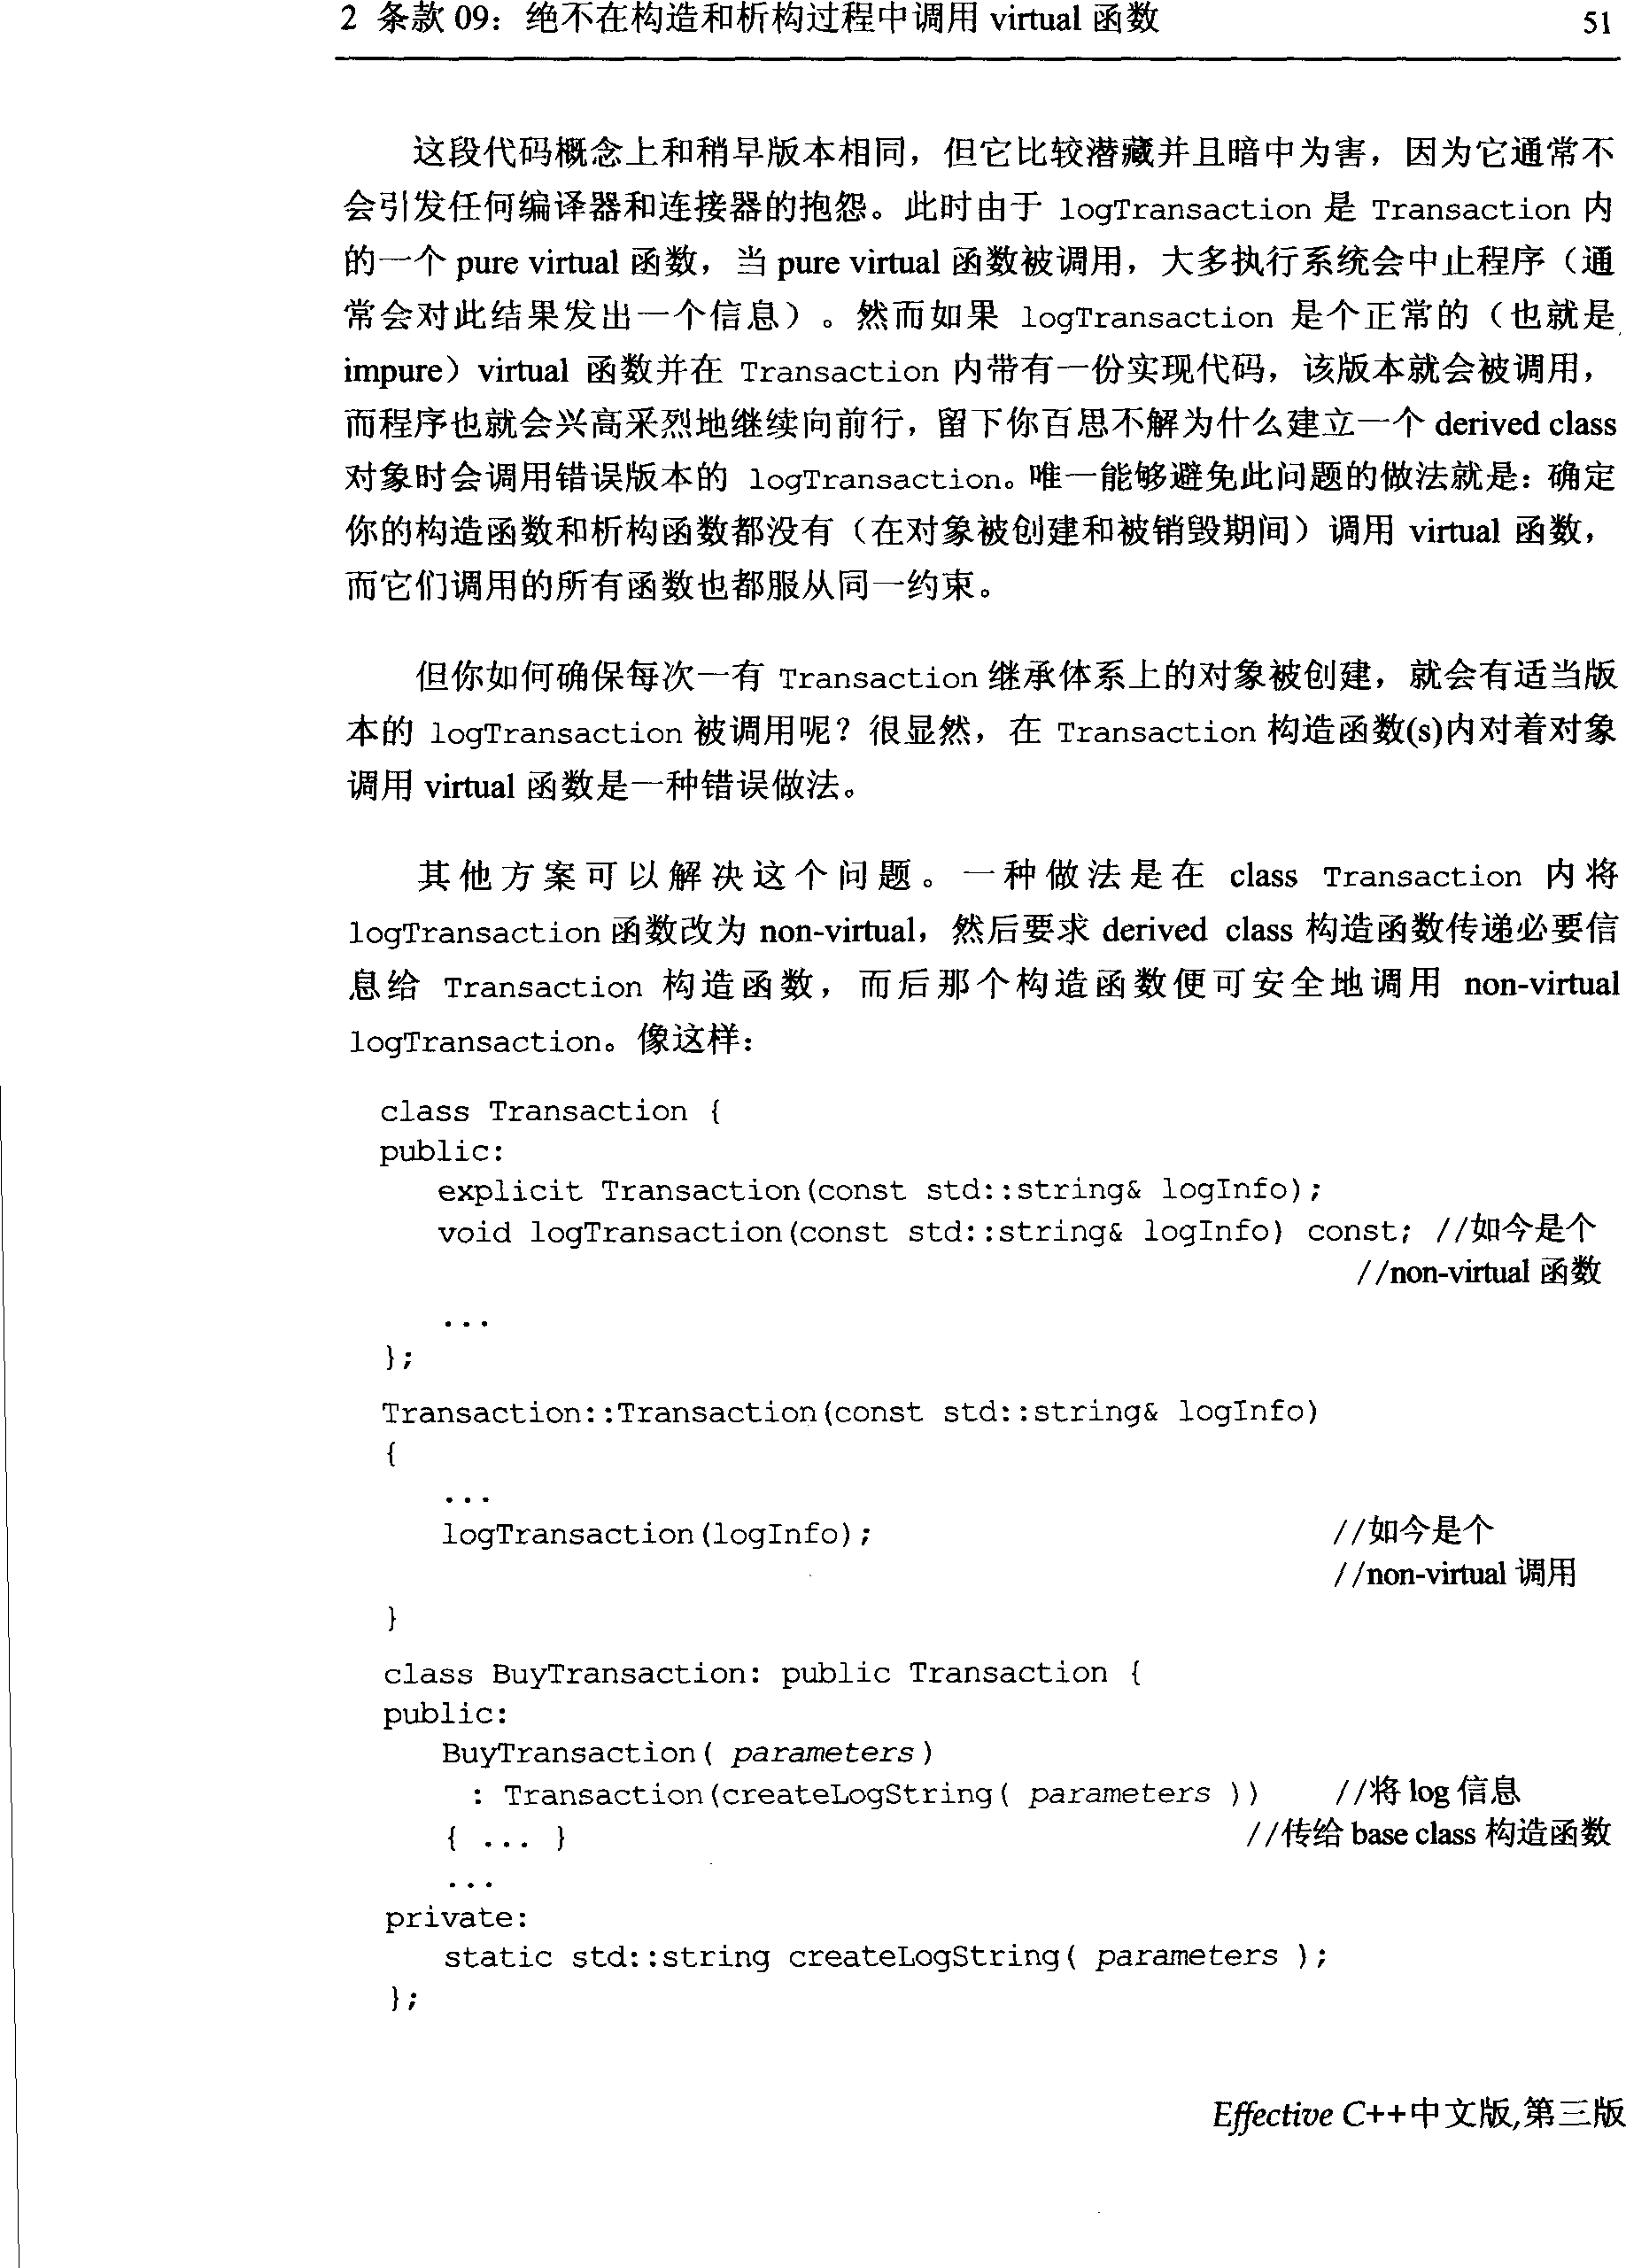 2 条款 09：绝不在构造和析构过程中调用 virtual 函数 51
这段代码概念上和稍早版本相同，但它比较潜藏并且暗中为害，因为它通常不
会引发任何编译器和连接器的抱怨。此时由于 logTransaction 是 Transaction 内
的一个 pure virtual 函数，当 pure virtual 函数被调用，大多执行系统会中止程序（通
常会对此结果发出一个信息）。然而如果 logTransaction 是个正常的（也就是
impure）virtual 函数并在 Transaction 内带有一份实现代码，该版本就会被调用，
而程序也就会兴高采烈地继续向前行，留下你百思不解为什么建立一个 derived class
对象时会调用错误版本的 logTransaction。唯一能够避免此问题的做法就是：确定
你的构造函数和析构函数都没有（在对象被创建和被销毁期间）调用 virtual 函数，
而它们调用的所有函数也都服从同一约束。
但你如何确保每次一有 Transaction 继承体系上的对象被创建，就会有适当版
本的 logTransaction 被调用呢？很显然，在 Transaction 构造函数(s)内对着对象
调用 virtual 函数是一种错误做法。
其他方案可以解决这个问题。一种做法是在 class Transaction 内将
logTransaction 函数改为 non-virtual，然后要求 derived class 构造函数传递必要信
息给 Transaction 构造函数，而后那个构造函数便可安全地调用 non-virtual
logTransaction。像这样：
class Transaction {
public:
explicit Transaction(const std::string& logInfo);
void logTransaction(const std::string& logInfo) const; //如今是个
//non-virtual 函数
...
};
Transaction::Transaction(const std::string& logInfo)
{
...
logTransaction(logInfo); //如今是个
//non-virtual 调用
}
class BuyTransaction: public Transaction {
public:
BuyTransaction( parameters)
: Transaction(createLogString( parameters )) //将 log 信息
{ ... } //传给 base class 构造函数
...
private:
static std::string createLogString( parameters );
};
Effective C++中文版,第三版